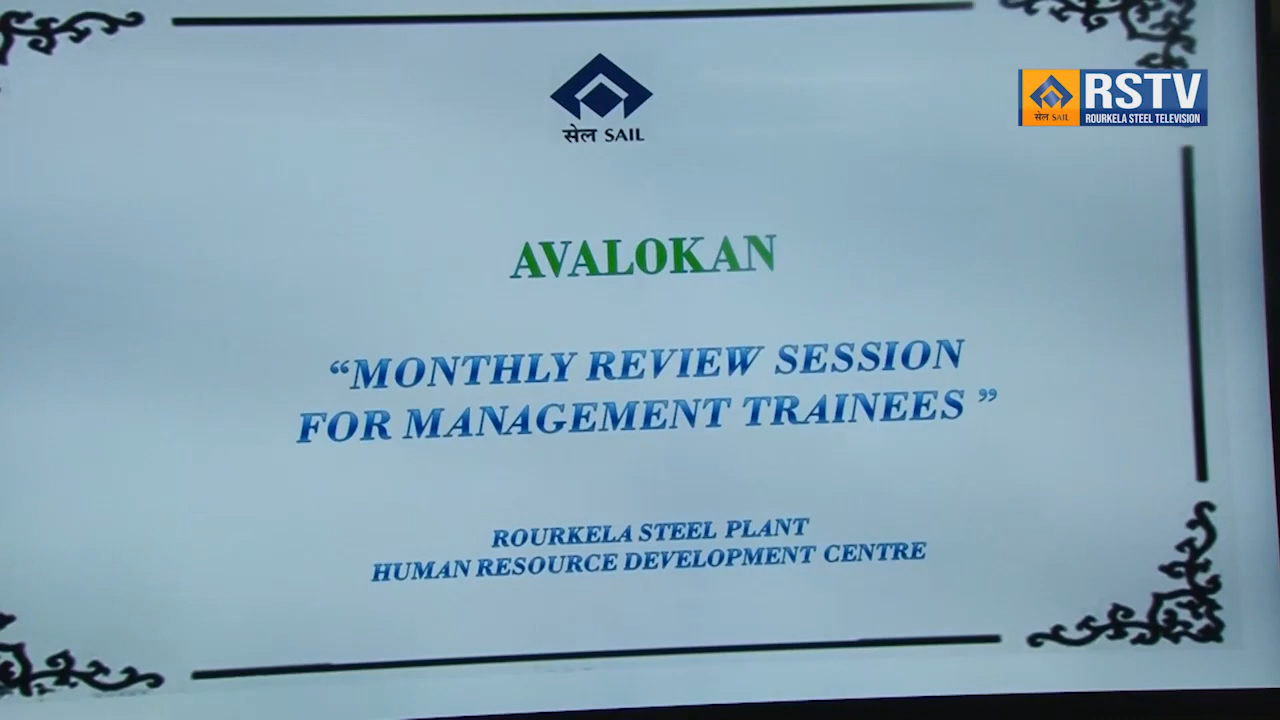 सेल SAIL
RSTV
सेल SAIL
ROURKELA STEEL TELEVISION
AVALOKAN
“MONTHLY REVIEW SESSION
FOR MANAGEMENT TRAINEES ”
ROURKELA STEEL PLANT
HUMAN RESOURCE DEVELOPMENT CENTRE